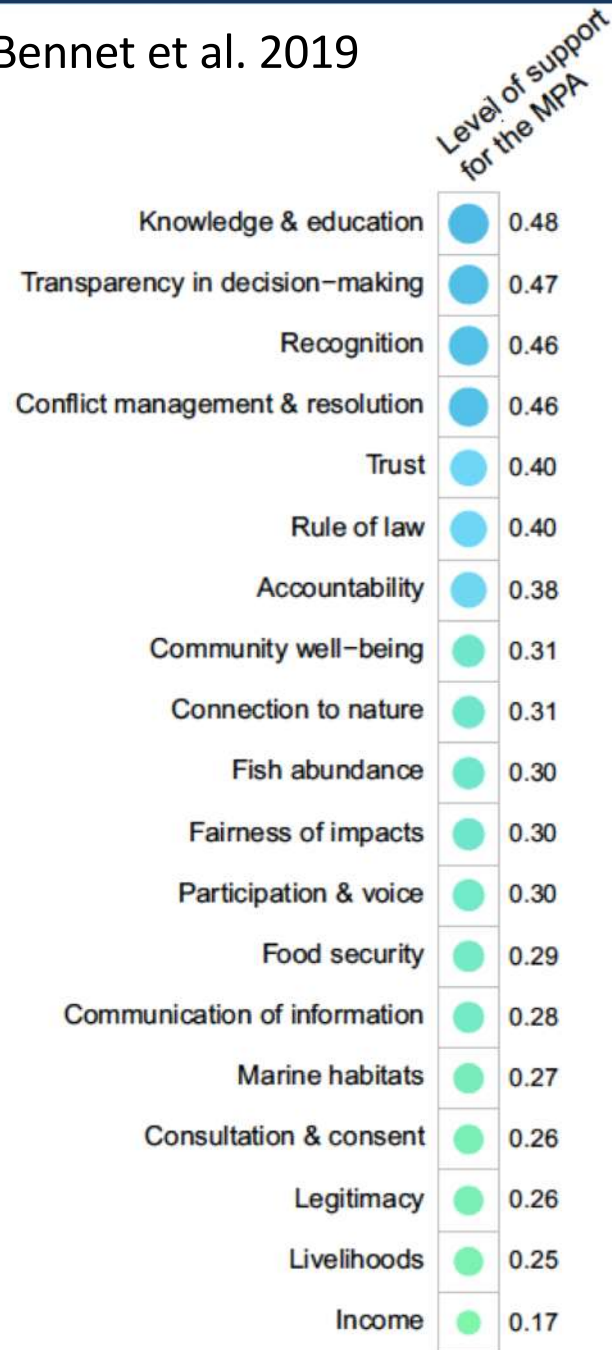 Bennet et al. 2019
Level of support
for the MPA
Knowledge & education 0.48
Transparency in decision−making 0.47
Recognition 0.46
Conflict management & resolution 0.46
Trust 0.40
Rule of law 0.40
Accountability 0.38
Community well−being 0.31
Connection to nature 0.31
Fish abundance 0.30
Fairness of impacts 0.30
Participation & voice 0.30
Food security 0.29
Communication of information 0.28
Marine habitats 0.27
Consultation & consent 0.26
Legitimacy 0.26
Livelihoods 0.25
Income 0.17